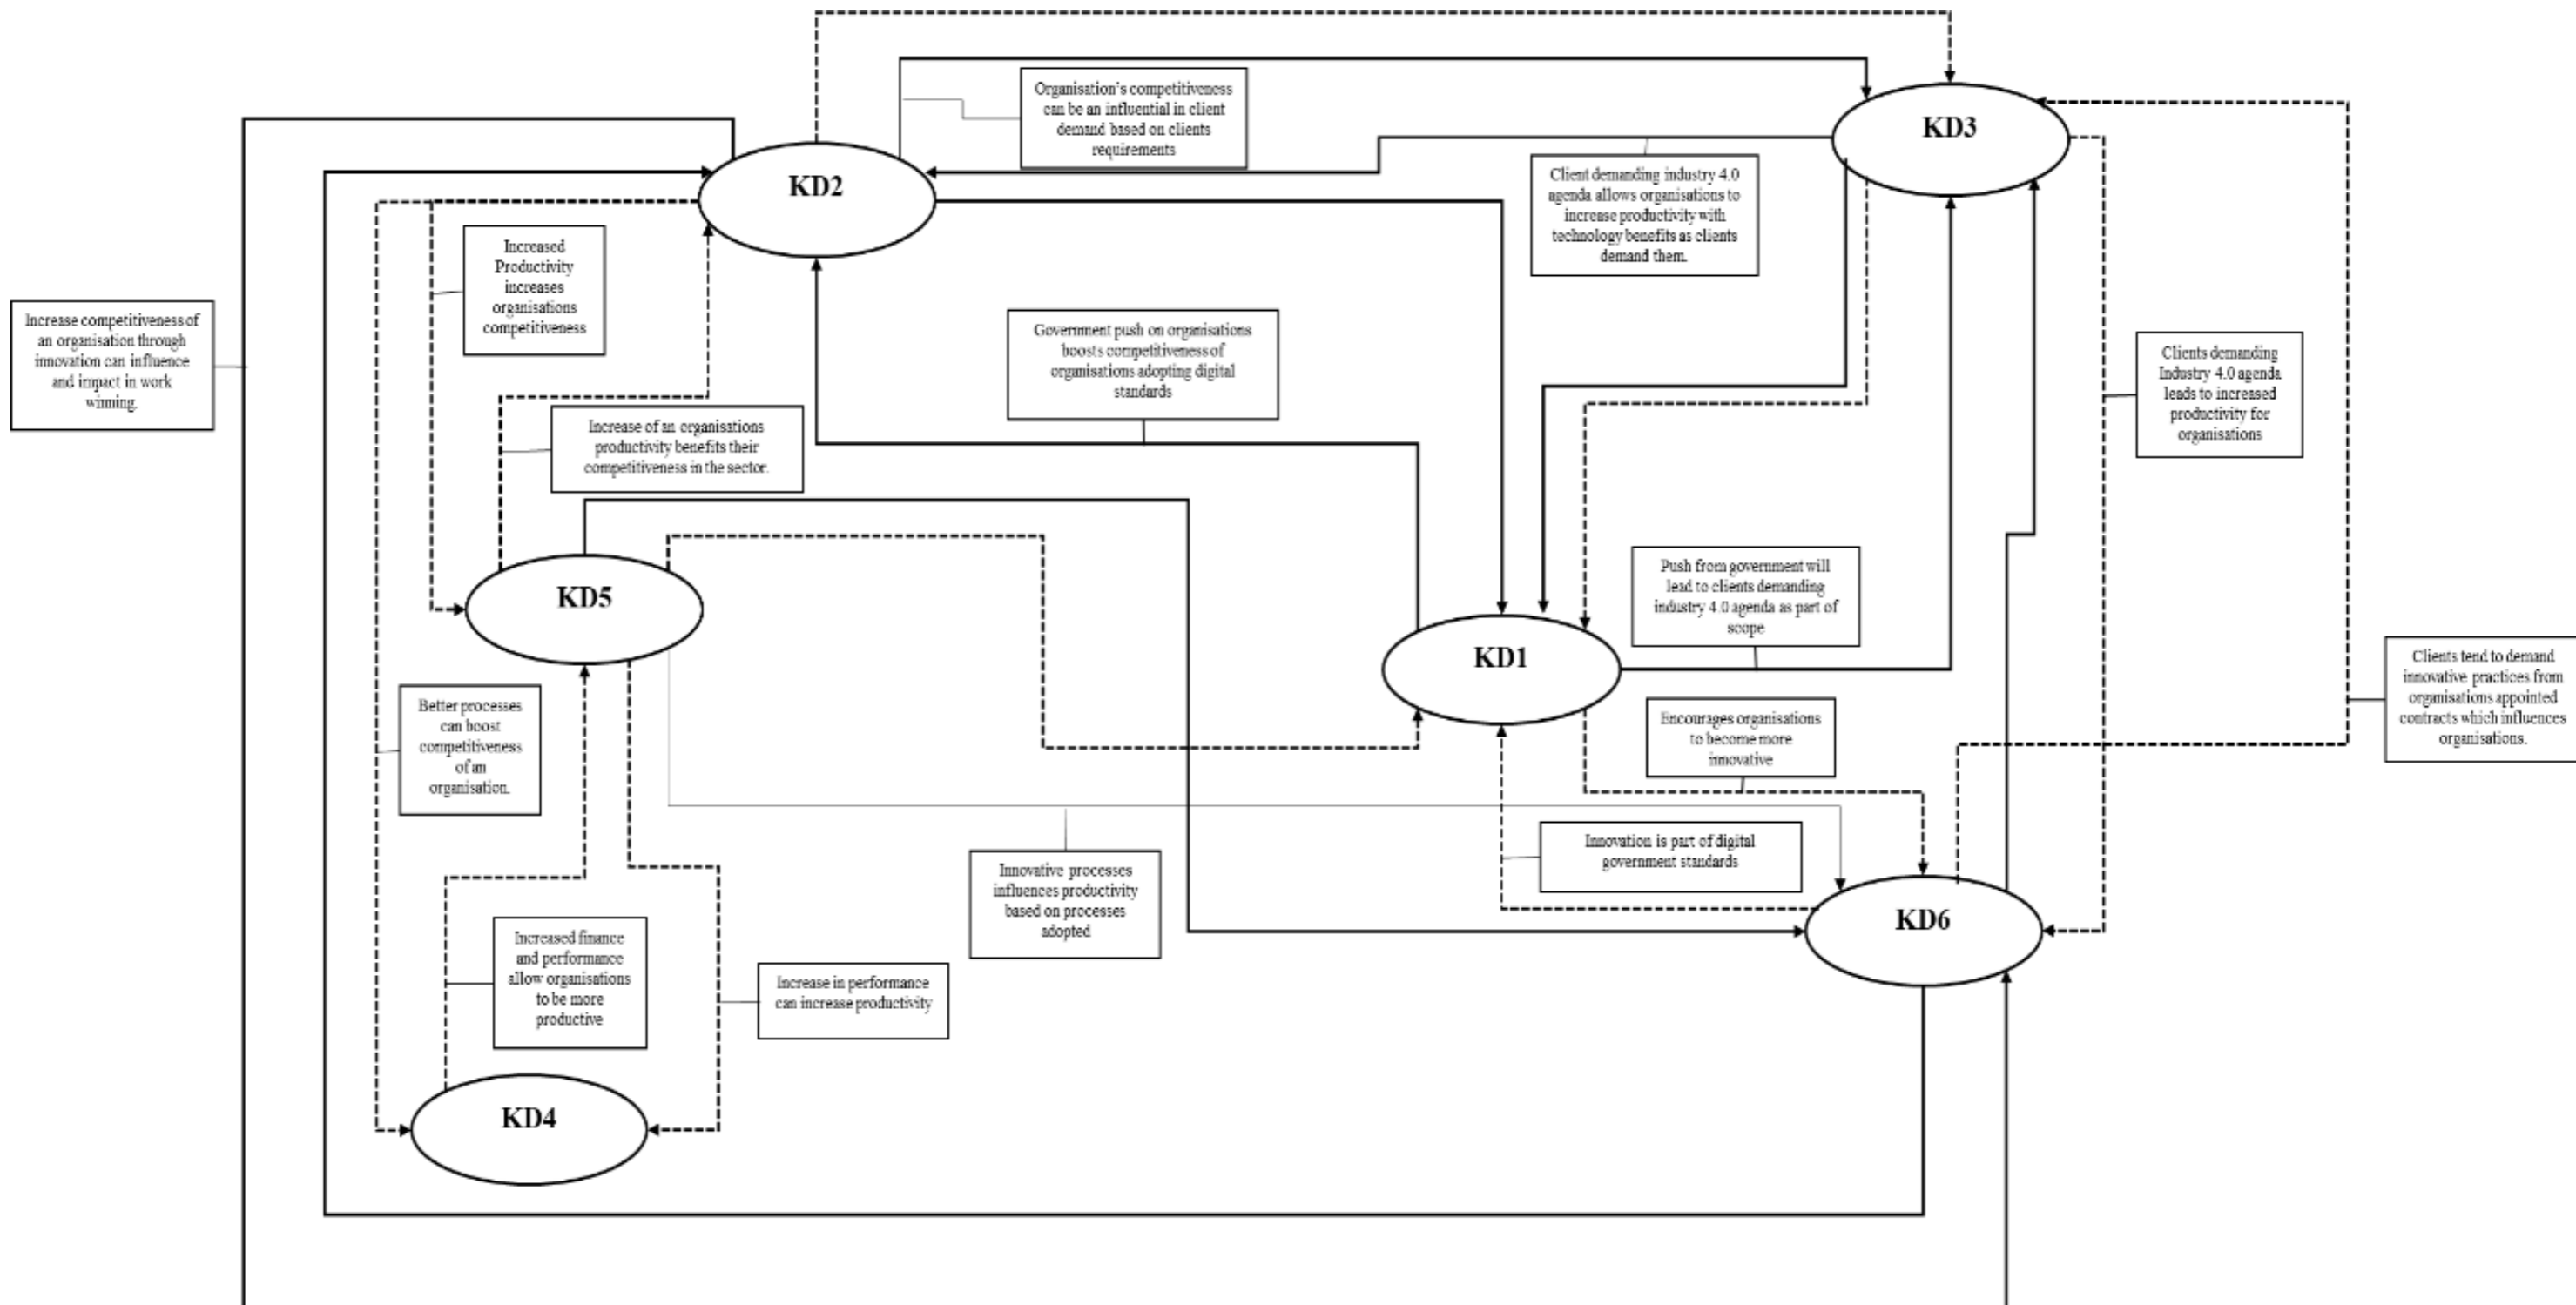 KD3
Organisation's competitiveness
can be an influential in client
demand based on clients
requirements
KD2
Client demanding industry 4.0
agenda allows organisations to
increase productivity with
technology benefits as clients
demand them.
Increased
Productivity
increases
organisations
competitiveness
Increase competitiveness of
an organisation through
innovation can influence
and impact in work
winning.
Government push on organisations
boosts competitiveness of
organisations adopting digital
standards
Clients demanding
Industry 4.0 agenda
leads to increased
productivity for
organisations
Increase of an organisations
productivity benefits their
competitiveness in the sector.
KD5
Push from government will
lead to clients demanding
industry 4.0 agenda as part of
scope
KD1
Clients tend to demand
innovative practices from
organisations appointed
contracts which influences
organisations.
Better processes
can boost
competitiveness
of an
organisation.
Encourages organisations
to become more
innovative
Innovation is part of digital
government standards
Innovative processes
influences productivity
based on processes
adopted
KD6
Increased finance
and performance
allow organisations
to be more
productive
Increase in performance
can increase productivity
KD4